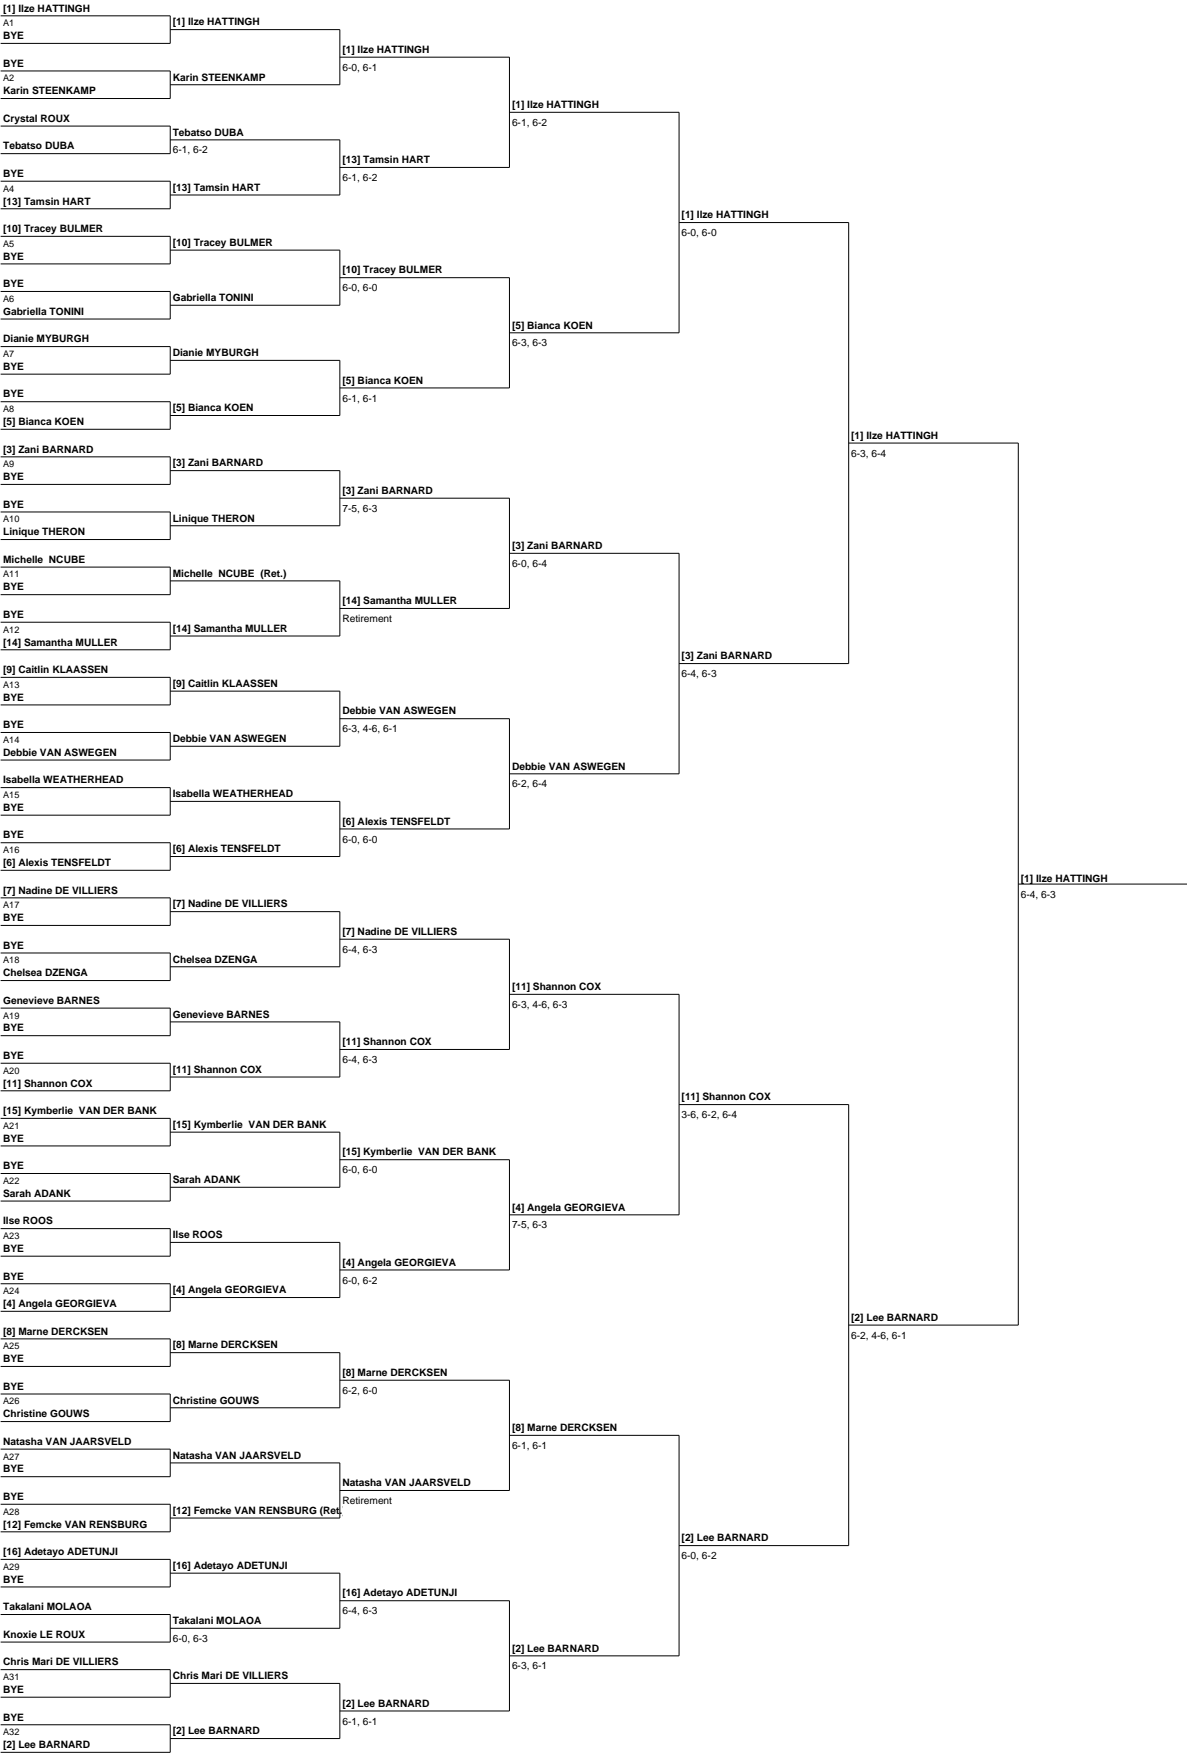 [1] Ilze HATTINGH
A1
BYE
BYE
A2
Karin STEENKAMP
Crystal ROUX
Tebatso DUBA
BYE
A4
[13] Tamsin HART
[10] Tracey BULMER
A5
BYE
BYE
A6
Gabriella TONINI
Dianie MYBURGH
A7
BYE
BYE
A8
[5] Bianca KOEN
[3] Zani BARNARD
A9
BYE
BYE
A10
Linique THERON
Michelle  NCUBE
A11
BYE
BYE
A12
[14] Samantha MULLER
[9] Caitlin KLAASSEN
A13
BYE
BYE
A14
Debbie VAN ASWEGEN
Isabella WEATHERHEAD
A15
BYE
BYE
A16
[6] Alexis TENSFELDT
[7] Nadine DE VILLIERS
A17
BYE
BYE
A18
Chelsea DZENGA
Genevieve BARNES
A19
BYE
BYE
A20
[11] Shannon COX
[15] Kymberlie  VAN DER BANK
A21
BYE
BYE
A22
Sarah ADANK
Ilse ROOS
A23
BYE
BYE
A24
[4] Angela GEORGIEVA
[8] Marne DERCKSEN
A25
BYE
BYE
A26
Christine GOUWS
Natasha VAN JAARSVELD
A27
BYE
BYE
A28
[12] Femcke VAN RENSBURG
[16] Adetayo ADETUNJI
A29
BYE
Takalani MOLAOA
Knoxie LE ROUX
Chris Mari DE VILLIERS
A31
BYE
BYE
A32
[2] Lee BARNARD
[1] Ilze HATTINGH
Karin STEENKAMP
Tebatso DUBA
6-1, 6-2
[13] Tamsin HART
[10] Tracey BULMER
Gabriella TONINI
Dianie MYBURGH
[5] Bianca KOEN
[3] Zani BARNARD
Linique THERON
Michelle  NCUBE  (Ret.)
[14] Samantha MULLER
[9] Caitlin KLAASSEN
Debbie VAN ASWEGEN
Isabella WEATHERHEAD
[6] Alexis TENSFELDT
[7] Nadine DE VILLIERS
Chelsea DZENGA
Genevieve BARNES
[11] Shannon COX
[15] Kymberlie  VAN DER BANK
Sarah ADANK
Ilse ROOS
[4] Angela GEORGIEVA
[8] Marne DERCKSEN
Christine GOUWS
Natasha VAN JAARSVELD
[12] Femcke VAN RENSBURG (Ret.
[16] Adetayo ADETUNJI
Takalani MOLAOA
6-0, 6-3
Chris Mari DE VILLIERS
[2] Lee BARNARD
[1] Ilze HATTINGH
6-0, 6-1
[13] Tamsin HART
6-1, 6-2
[10] Tracey BULMER
6-0, 6-0
[5] Bianca KOEN
6-1, 6-1
[3] Zani BARNARD
7-5, 6-3
[14] Samantha MULLER
Retirement
Debbie VAN ASWEGEN
6-3, 4-6, 6-1
[6] Alexis TENSFELDT
6-0, 6-0
[7] Nadine DE VILLIERS
6-4, 6-3
[11] Shannon COX
6-4, 6-3
[15] Kymberlie  VAN DER BANK
6-0, 6-0
[4] Angela GEORGIEVA
6-0, 6-2
[8] Marne DERCKSEN
6-2, 6-0
Natasha VAN JAARSVELD
Retirement
[16] Adetayo ADETUNJI
6-4, 6-3
[2] Lee BARNARD
6-1, 6-1
[1] Ilze HATTINGH
6-1, 6-2
[5] Bianca KOEN
6-3, 6-3
[3] Zani BARNARD
6-0, 6-4
Debbie VAN ASWEGEN
6-2, 6-4
[11] Shannon COX
6-3, 4-6, 6-3
[4] Angela GEORGIEVA
7-5, 6-3
[8] Marne DERCKSEN
6-1, 6-1
[2] Lee BARNARD
6-3, 6-1
[1] Ilze HATTINGH
6-0, 6-0
[3] Zani BARNARD
6-4, 6-3
[11] Shannon COX
3-6, 6-2, 6-4
[2] Lee BARNARD
6-0, 6-2
[1] Ilze HATTINGH
6-3, 6-4
[2] Lee BARNARD
6-2, 4-6, 6-1
[1] Ilze HATTINGH
6-4, 6-3